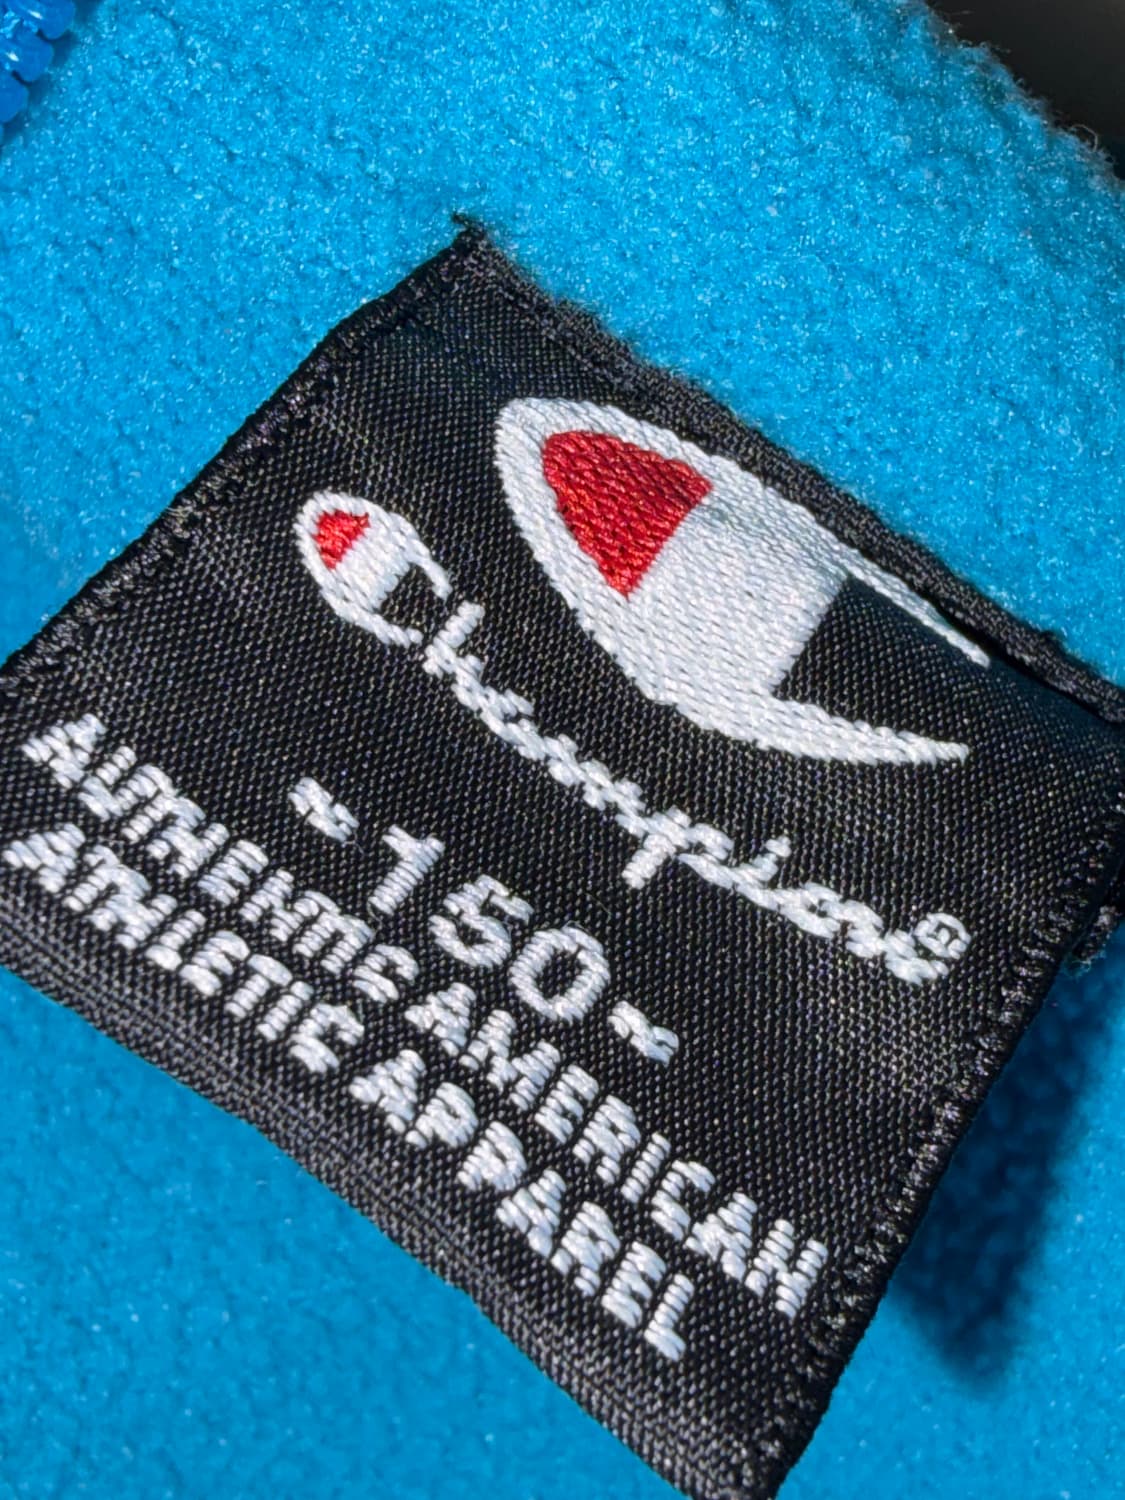 Champion®
-150-
AUTHENTIC AMERICAN
ATHLETIC APPAREL